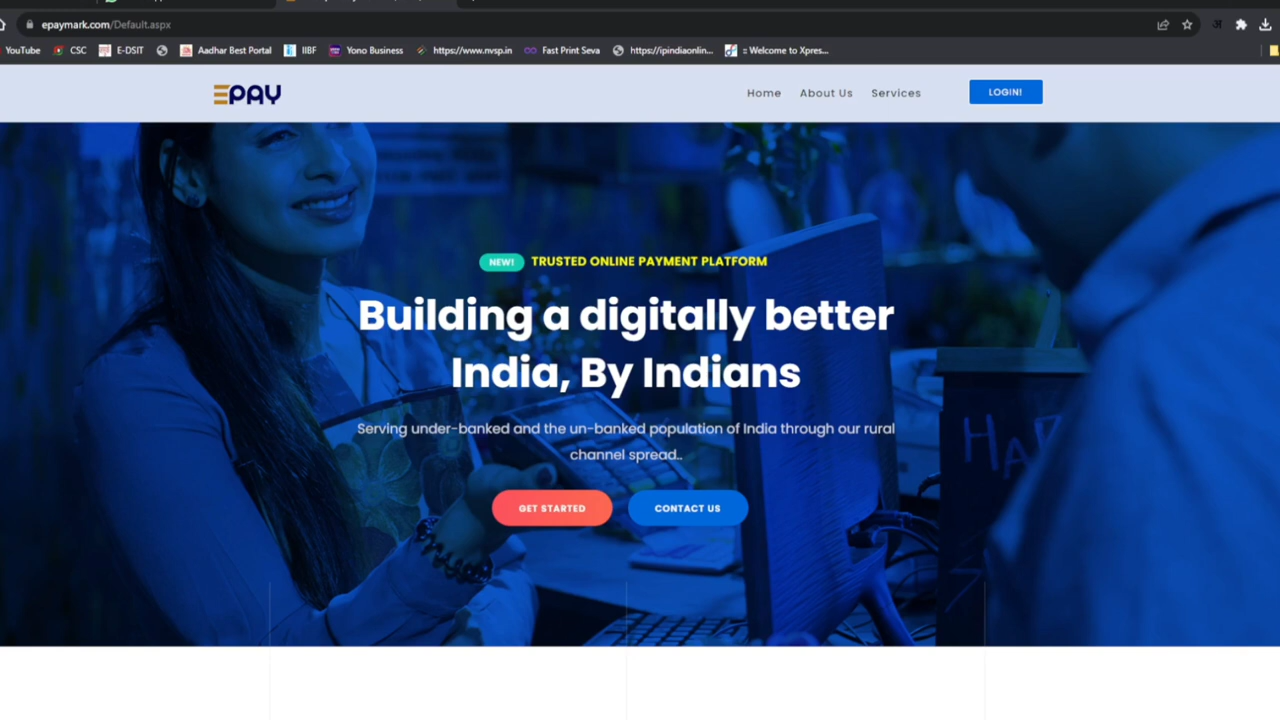 epaymark.com/Default.aspx
YouTube CSC E-DSIT Aadhar Best Portal IIBF Yono Business https://www.nvsp.in Fast Print Seva https://ipindiaonlin... :: Welcome to Xpres...
EPAY Home About Us Services LOGIN!
NEW! TRUSTED ONLINE PAYMENT PLATFORM
Building a digitally better
India, By Indians
Serving under-banked and the un-banked population of India through our rural
channel spread..
GET STARTED CONTACT US